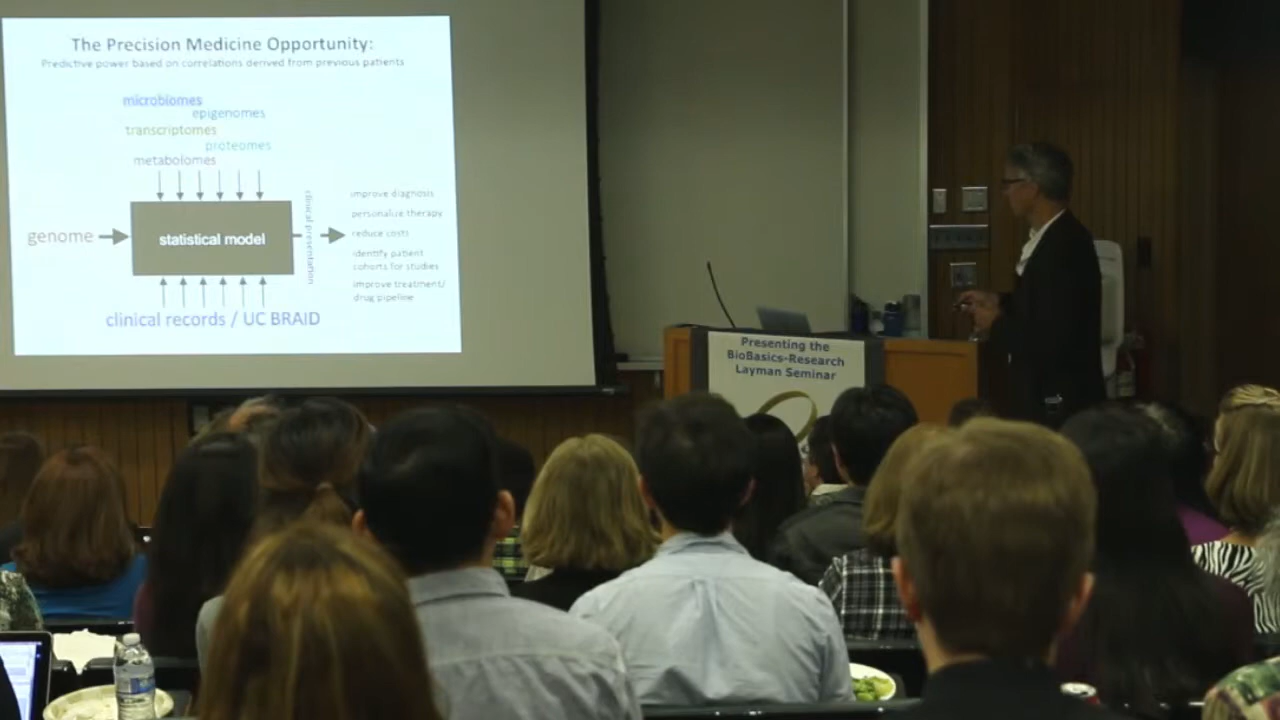 The Precision Medicine Opportunity:
Predictive power based on correlations derived from previous patients
microbiomes
epigenomes
transcriptomes
proteomes
metabolomes
genome
statistical model
clinical presentation
improve diagnosis
personalize therapy
reduce costs
identify patient
cohorts for studies
improve treatment/
drug pipeline
clinical records / UC BRAID
Presenting the
BioBasics-Research
Layman Seminar